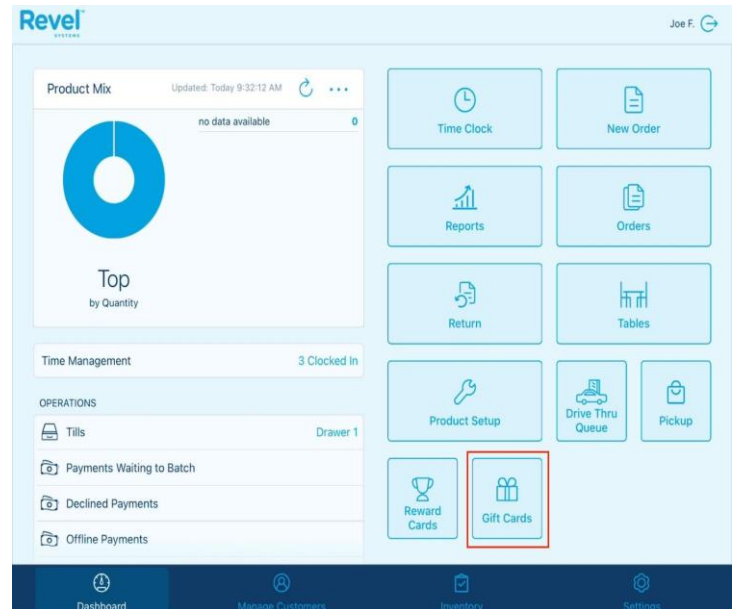 Revel
SYSTEMS
Joe F.
Product Mix
Updated: Today 9:32:12 AM
no data available 0
Top
by Quantity
Time Management 3 Clocked In
OPERATIONS
Tills Drawer 1
Payments Waiting to Batch
Declined Payments
Offline Payments
Time Clock
New Order
Reports
Orders
Return
Tables
Product Setup
Drive Thru
Queue
Pickup
Reward
Cards
Gift Cards
Dashboard
Manage Customers
Inventory
Settings